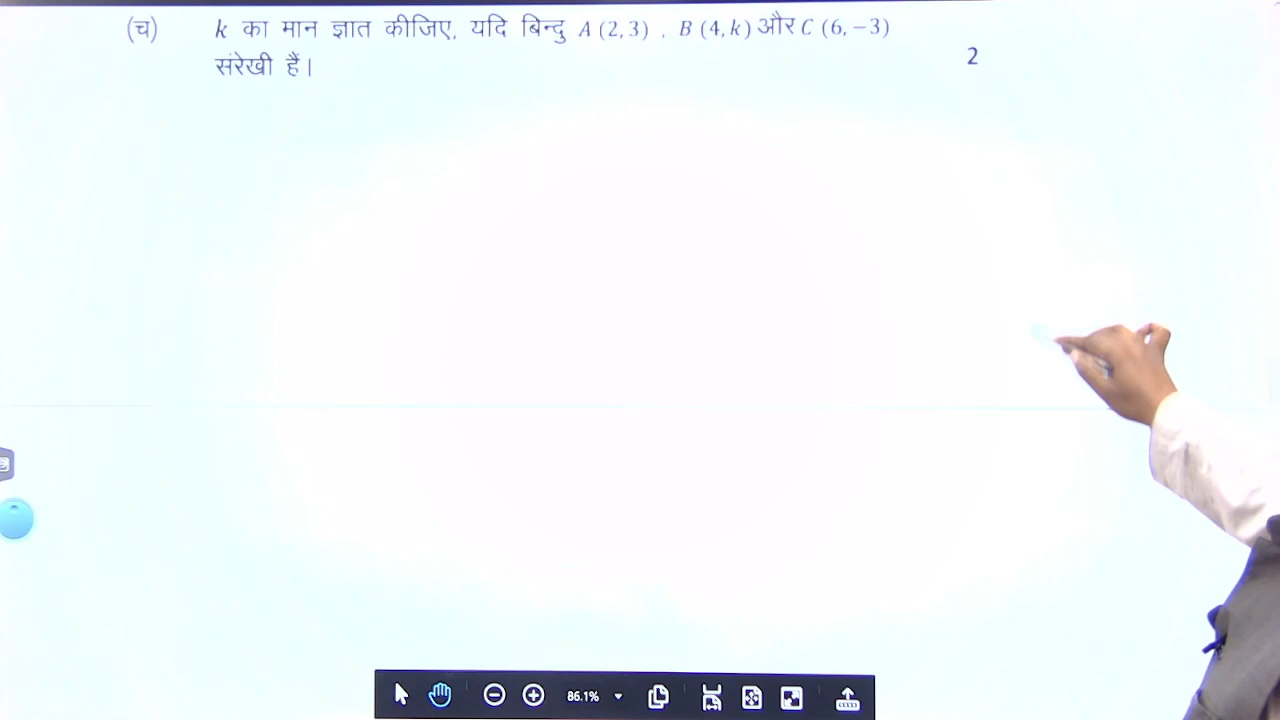 (च) k का मान ज्ञात कीजिए, यदि बिन्दु A (2, 3) , B (4, k) और C (6, −3)
संरेखी हैं। 2
86.1%